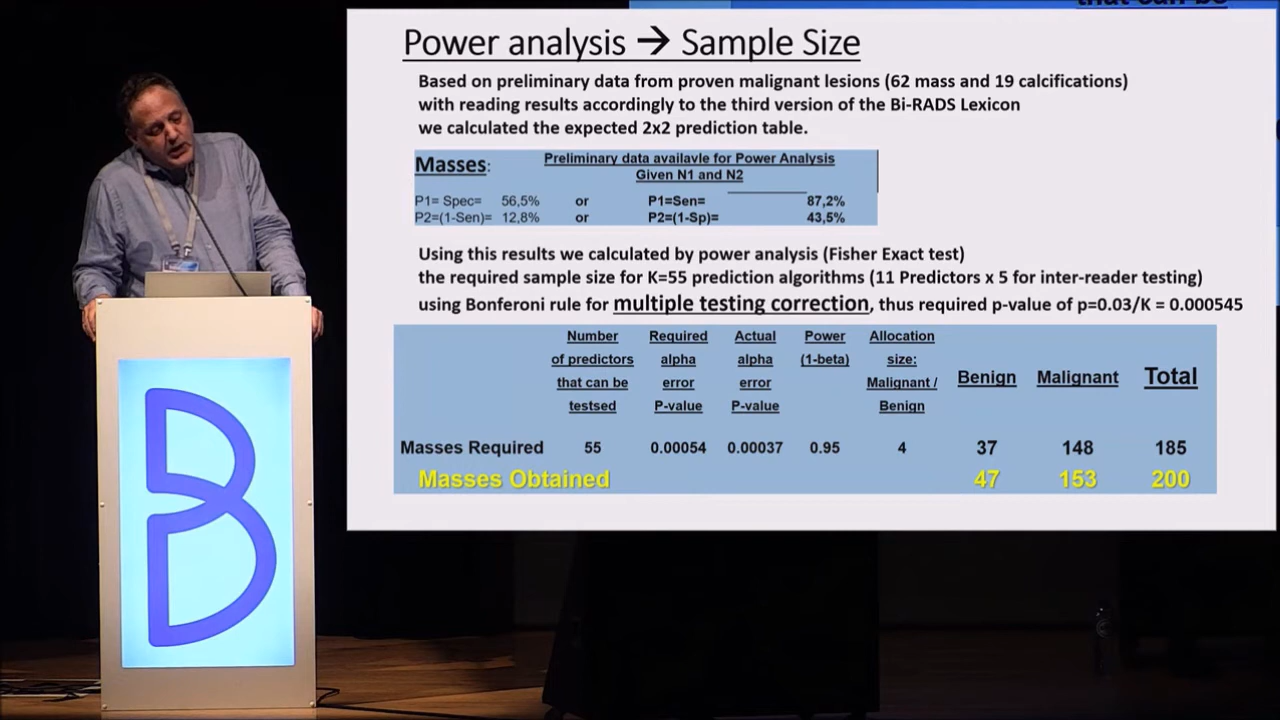 that can be
Power analysis → Sample Size
Based on preliminary data from proven malignant lesions (62 mass and 19 calcifications)
with reading results accordingly to the third version of the Bi-RADS Lexicon
we calculated the expected 2x2 prediction table.
Masses: Preliminary data availavle for Power Analysis
Given N1 and N2
P1= Spec= 56,5% or P1=Sen= 87,2%
P2=(1-Sen)= 12,8% or P2=(1-Sp)= 43,5%
Using this results we calculated by power analysis (Fisher Exact test)
the required sample size for K=55 prediction algorithms (11 Predictors x 5 for inter-reader testing)
using Bonferoni rule for multiple testing correction, thus required p-value of p=0.03/K = 0.000545
Number Required Actual Power Allocation
of predictors alpha alpha (1-beta) size:
that can be error error Malignant / Benign Malignant Total
testsed P-value P-value Benign
Masses Required 55 0.00054 0.00037 0.95 4 37 148 185
Masses Obtained 47 153 200
B